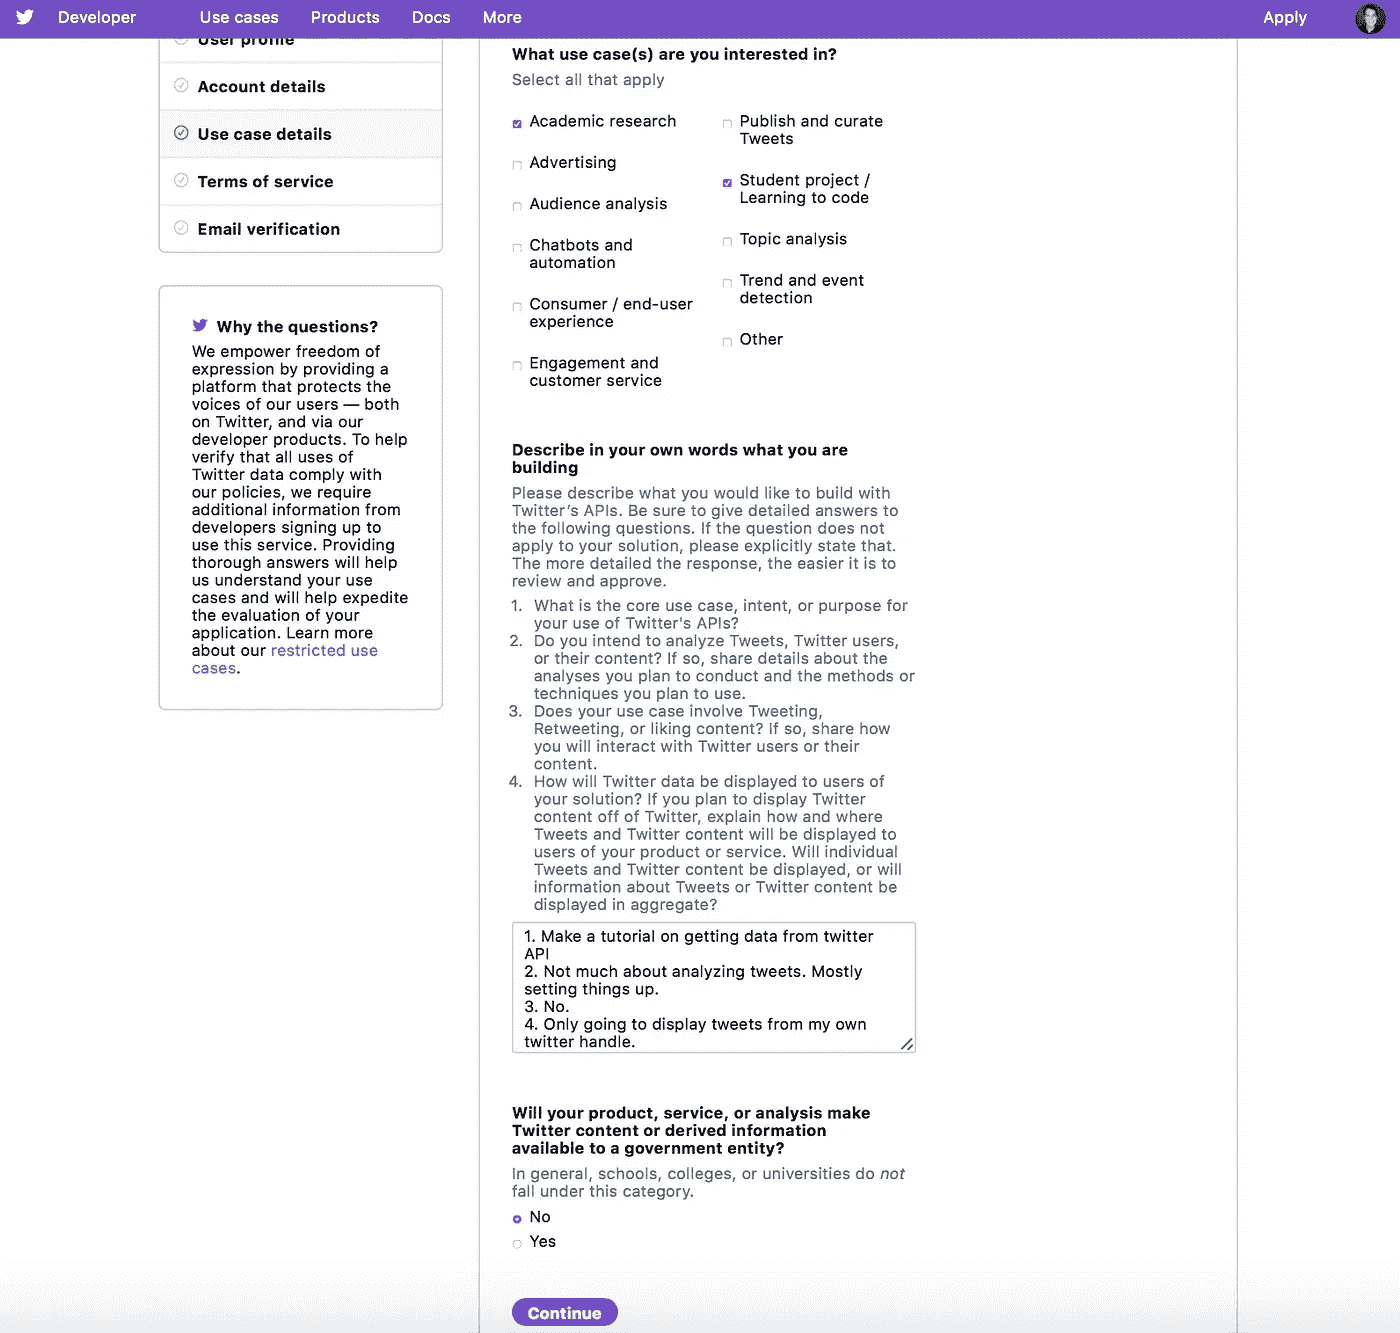 Developer Use cases Products Docs More Apply
User profile
Account details
Use case details
Terms of service
Email verification
Why the questions?
We empower freedom of
expression by providing a
platform that protects the
voices of our users — both
on Twitter, and via our
developer products. To help
verify that all uses of
Twitter data comply with
our policies, we require
additional information from
developers signing up to
use this service. Providing
thorough answers will help
us understand your use
cases and will help expedite
the evaluation of your
application. Learn more
about our restricted use
cases.
What use case(s) are you interested in?
Select all that apply
Academic research
Advertising
Audience analysis
Chatbots and
automation
Consumer / end-user
experience
Engagement and
customer service
Publish and curate
Tweets
Student project /
Learning to code
Topic analysis
Trend and event
detection
Other
Describe in your own words what you are
building
Please describe what you would like to build with
Twitter's APIs. Be sure to give detailed answers to
the following questions. If the question does not
apply to your solution, please explicitly state that.
The more detailed the response, the easier it is to
review and approve.
1. What is the core use case, intent, or purpose for
your use of Twitter's APIs?
2. Do you intend to analyze Tweets, Twitter users,
or their content? If so, share details about the
analyses you plan to conduct and the methods or
techniques you plan to use.
3. Does your use case involve Tweeting,
Retweeting, or liking content? If so, share how
you will interact with Twitter users or their
content.
4. How will Twitter data be displayed to users of
your solution? If you plan to display Twitter
content off of Twitter, explain how and where
Tweets and Twitter content will be displayed to
users of your product or service. Will individual
Tweets and Twitter content be displayed, or will
information about Tweets or Twitter content be
displayed in aggregate?
1. Make a tutorial on getting data from twitter
API
2. Not much about analyzing tweets. Mostly
setting things up.
3. No.
4. Only going to display tweets from my own
twitter handle.
Will your product, service, or analysis make
Twitter content or derived information
available to a government entity?
In general, schools, colleges, or universities do not
fall under this category.
No
Yes
Continue